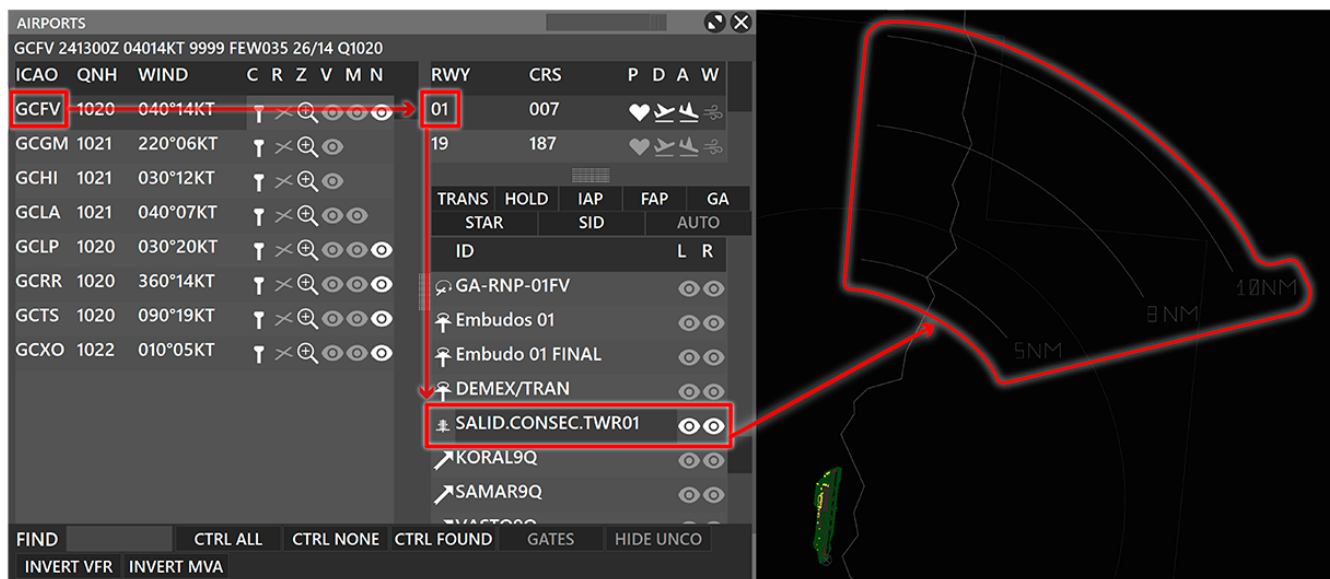 AIRPORTS
GCFV 241300Z 04014KT 9999 FEW035 26/14 Q1020
ICAO QNH WIND C R Z V M N
GCFV 1020 040°14KT
GCGM 1021 220°06KT
GCHI 1021 030°12KT
GCLA 1021 040°07KT
GCLP 1020 030°20KT
GCRR 1020 360°14KT
GCTS 1020 090°19KT
GCXO 1022 010°05KT
RWY CRS P D A W
01 007
19 187
TRANS HOLD IAP FAP GA
STAR SID AUTO
ID L R
GA-RNP-01FV
Embudos 01
Embudo 01 FINAL
DEMEX/TRAN
SALID.CONSEC.TWR01
KORAL9Q
SAMAR9Q
FIND CTRL ALL CTRL NONE CTRL FOUND GATES HIDE UNCO
INVERT VFR INVERT MVA
10NM
8NM
5NM